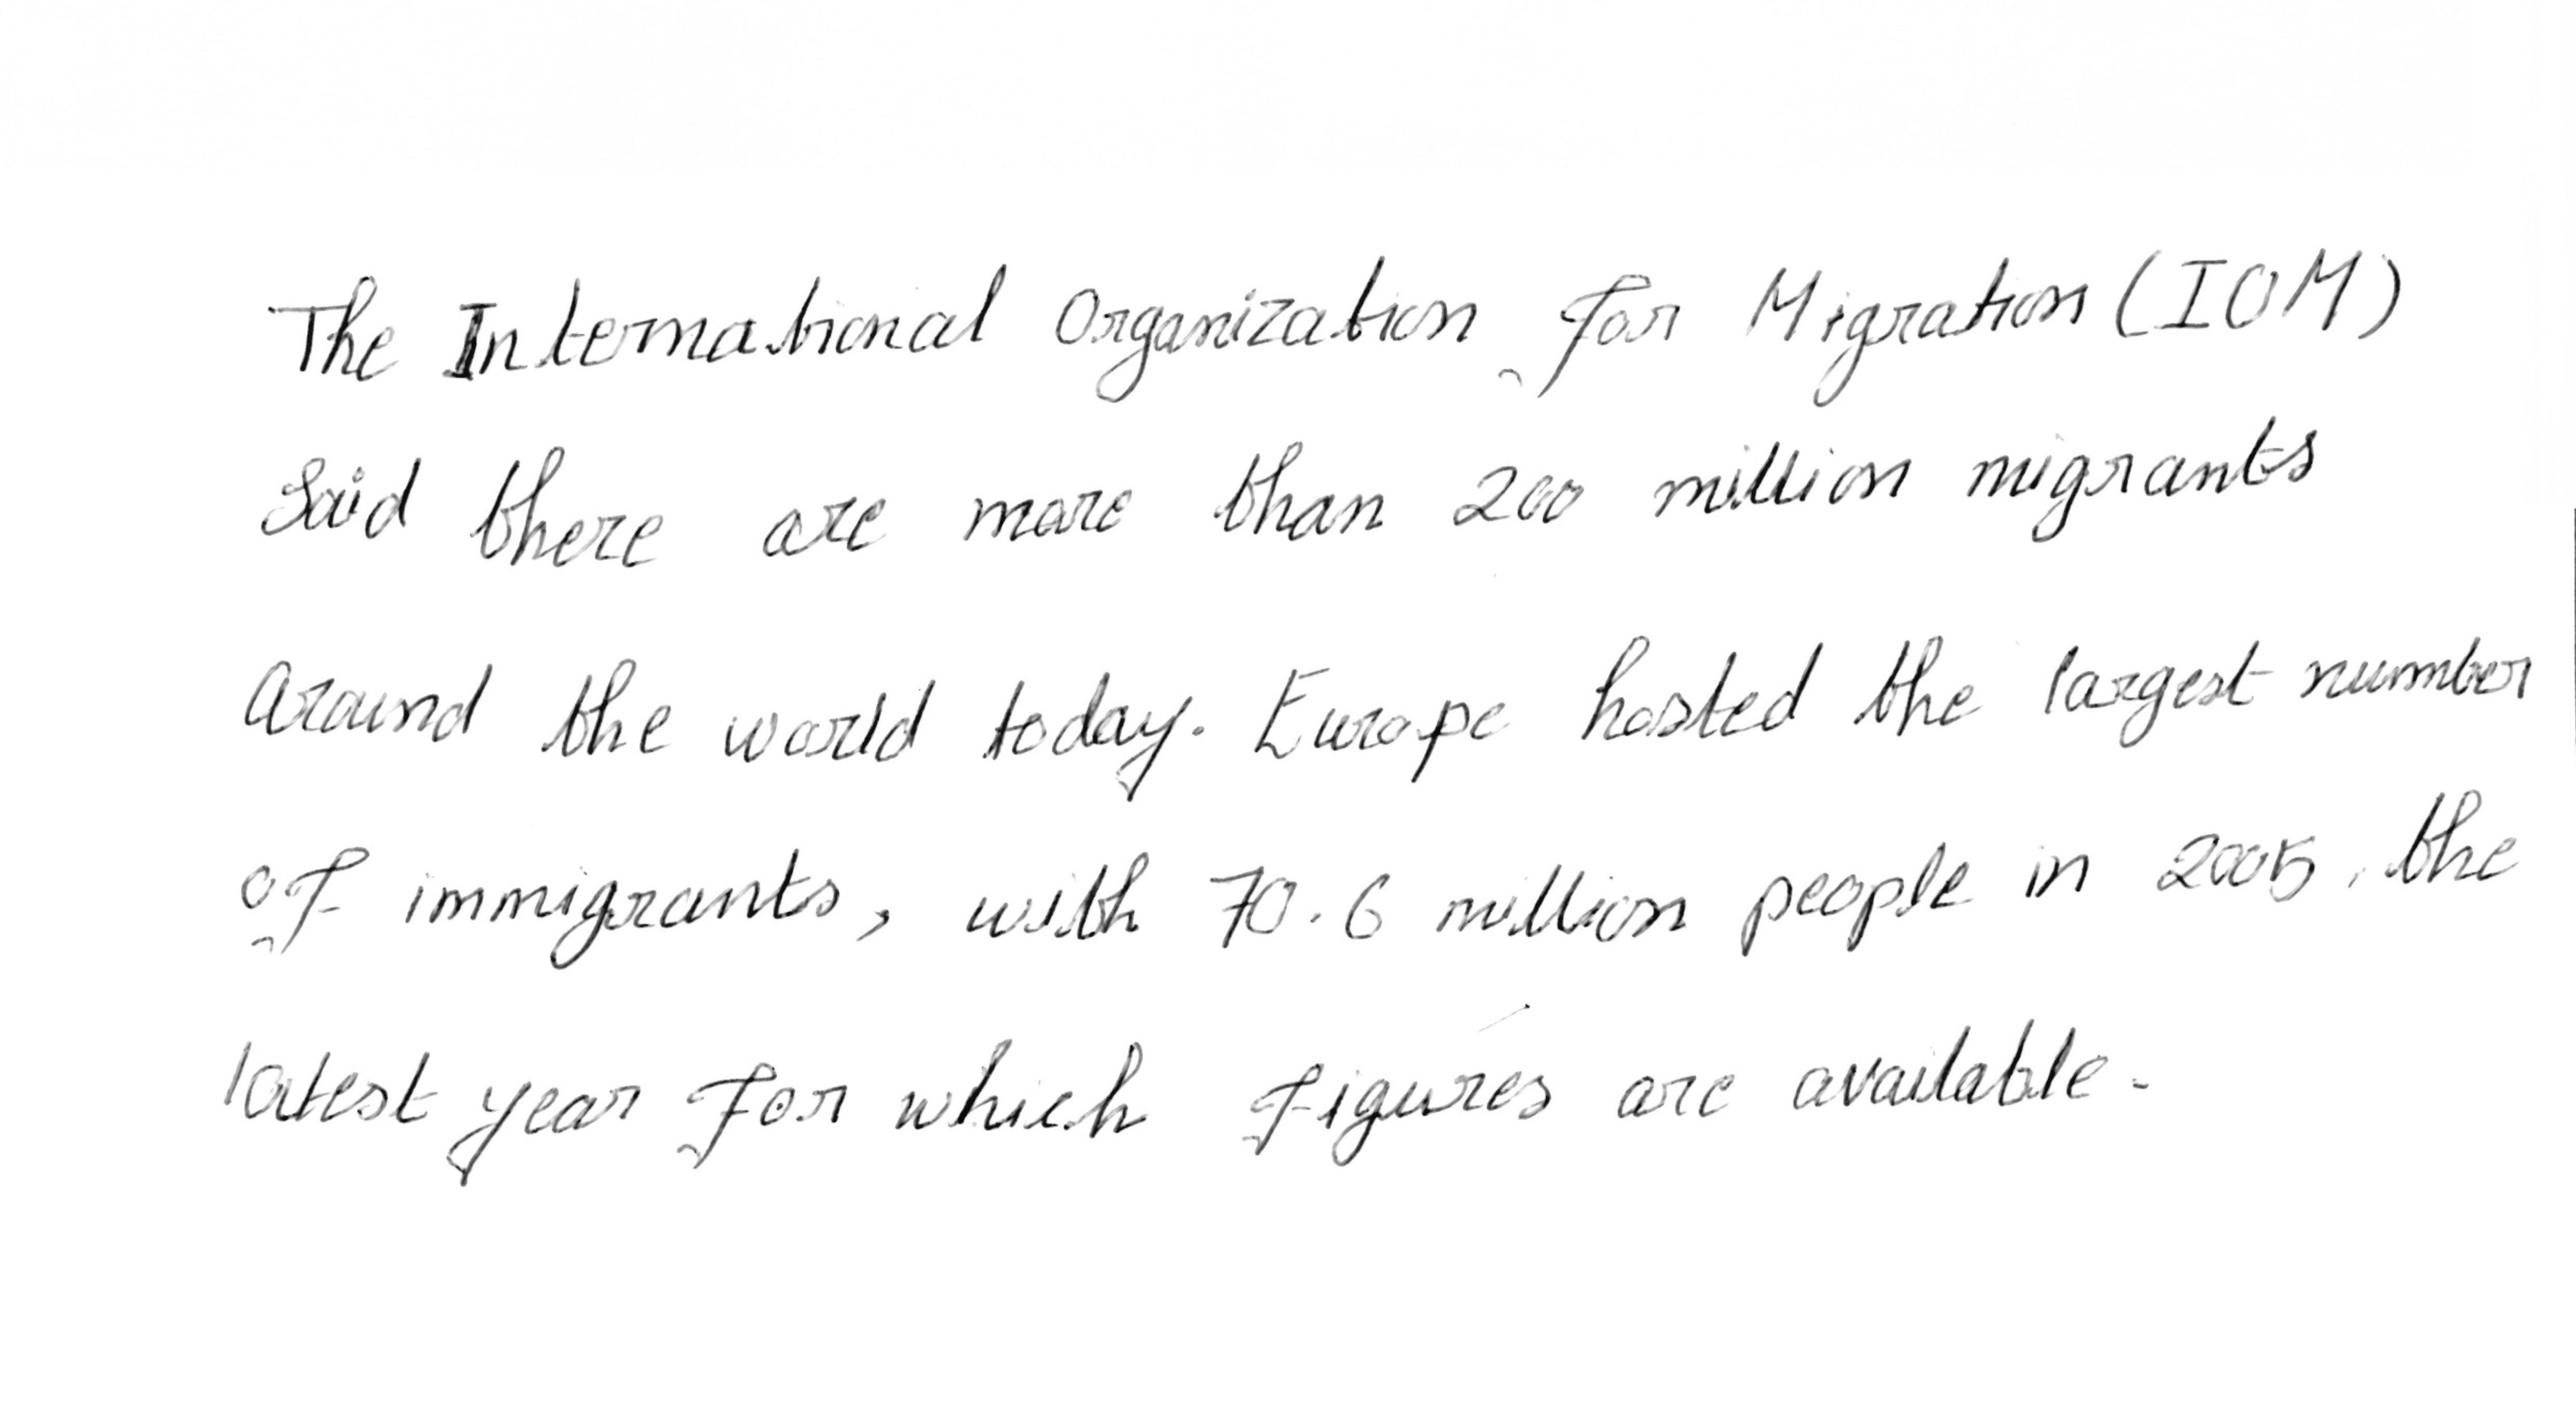 The International Organization for Migration (IOM)
Said there are more than 200 million migrants
around the world today. Europe hosted the largest number
of immigrants, with 70.6 million people in 2005, the
latest year for which figures are available.